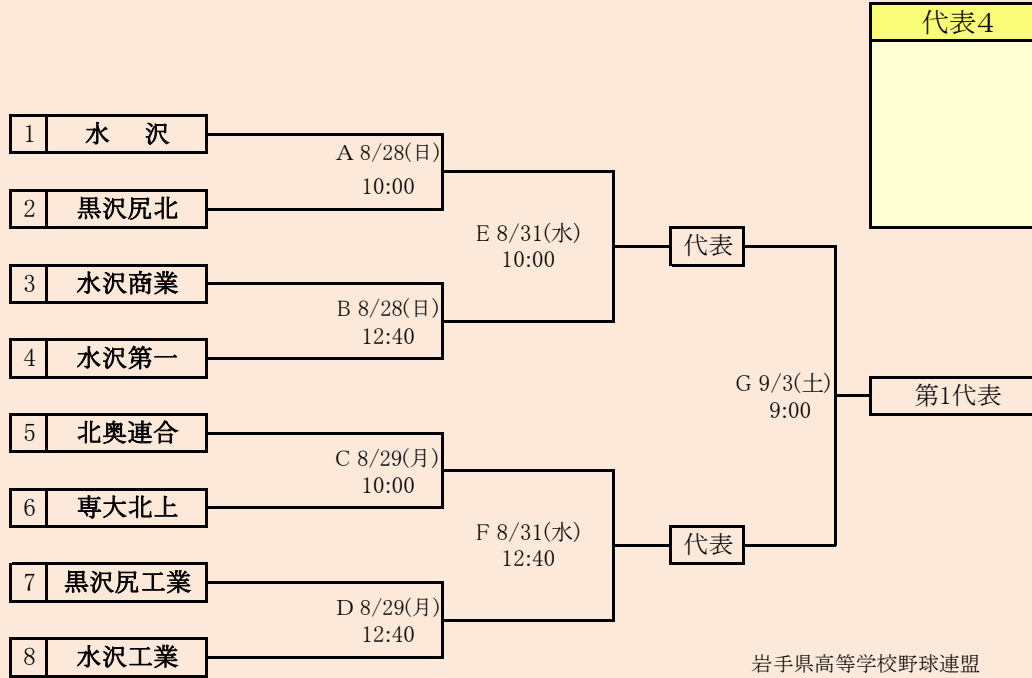 代表4
1 水 沢
A 8/28(日)
10:00
2 黒沢尻北
E 8/31(水)
10:00
代表
3 水沢商業
B 8/28(日)
12:40
4 水沢第一
G 9/3(土)
9:00
第1代表
5 北奥連合
C 8/29(月)
10:00
6 専大北上
F 8/31(水)
12:40
代表
7 黒沢尻工業
D 8/29(月)
12:40
8 水沢工業
岩手県高等学校野球連盟